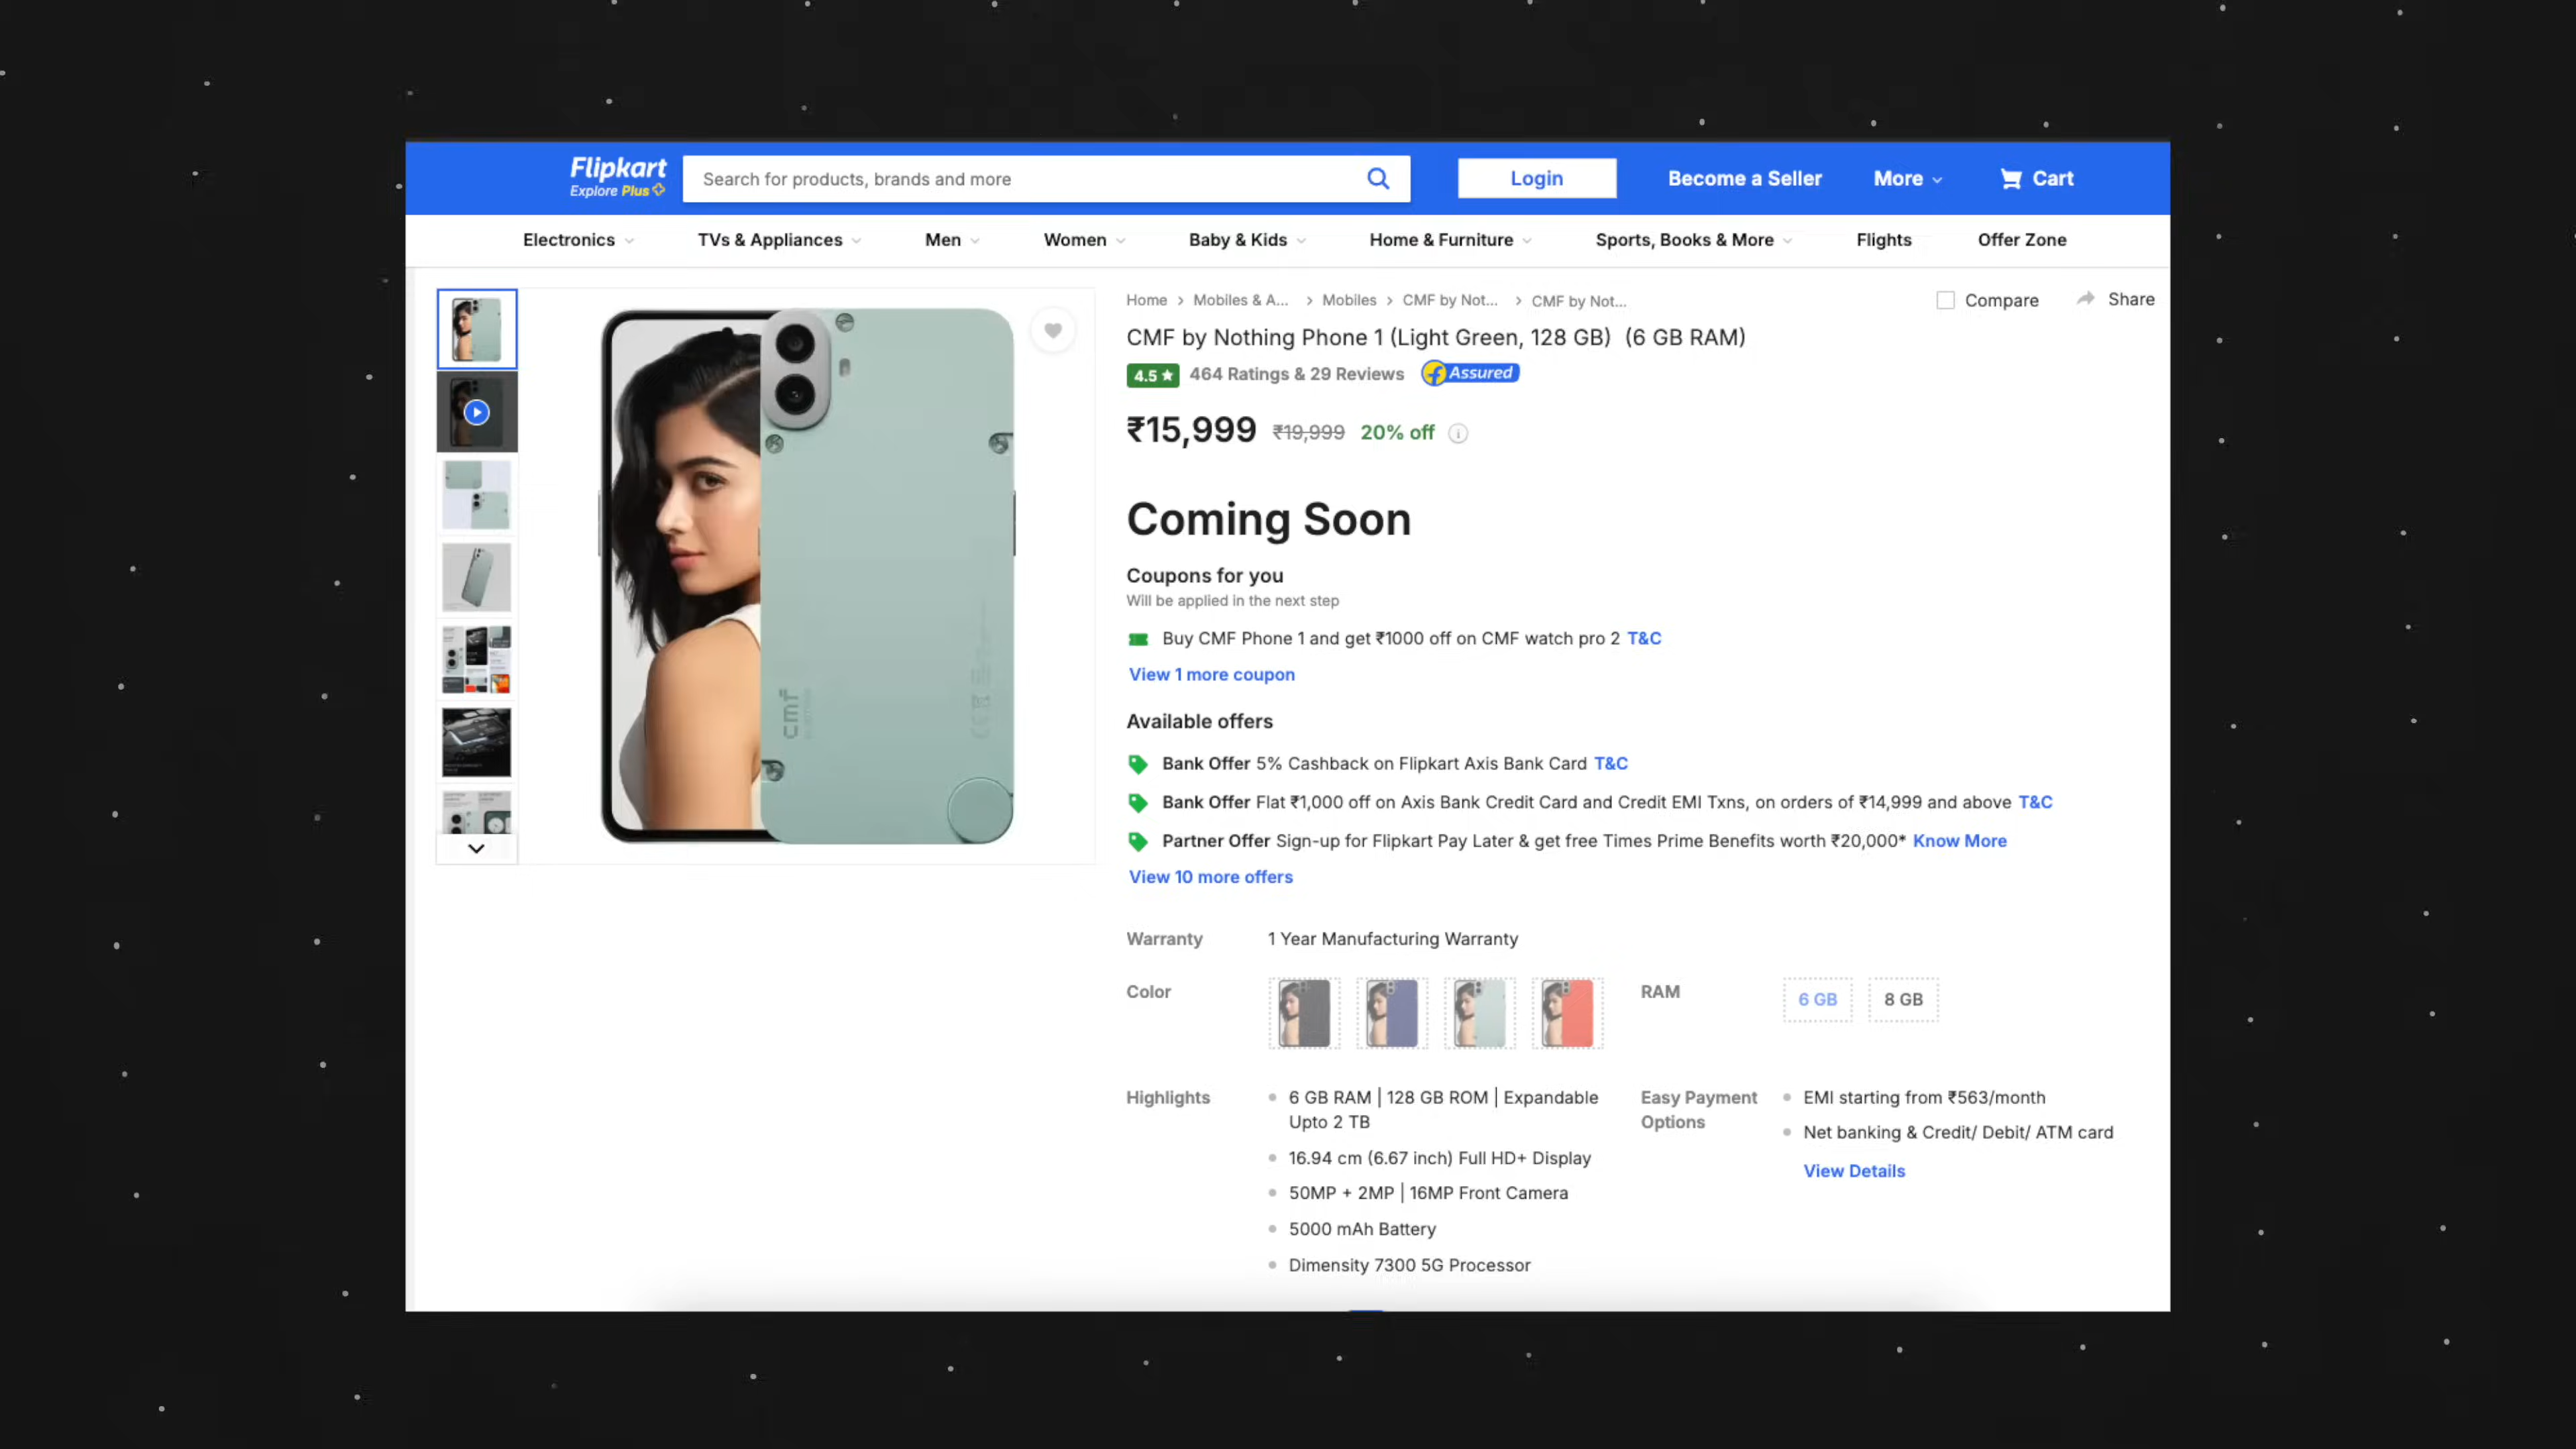 Flipkart
Explore Plus
Search for products, brands and more
Login
Become a Seller
More
Cart
Electronics
TVs & Appliances
Men
Women
Baby & Kids
Home & Furniture
Sports, Books & More
Flights
Offer Zone
Home > Mobiles & A... > Mobiles > CMF by Not... > CMF by Not...
Compare
Share
CMF by Nothing Phone 1 (Light Green, 128 GB) (6 GB RAM)
4.5 ★ 464 Ratings & 29 Reviews
Assured
₹15,999 ₹19,999 20% off
Coming Soon
Coupons for you
Will be applied in the next step
Buy CMF Phone 1 and get ₹1000 off on CMF watch pro 2 T&C
View 1 more coupon
Available offers
Bank Offer 5% Cashback on Flipkart Axis Bank Card T&C
Bank Offer Flat ₹1,000 off on Axis Bank Credit Card and Credit EMI Txns, on orders of ₹14,999 and above T&C
Partner Offer Sign-up for Flipkart Pay Later & get free Times Prime Benefits worth ₹20,000* Know More
View 10 more offers
cmf
Warranty
1 Year Manufacturing Warranty
Color
RAM
6 GB
8 GB
Highlights
6 GB RAM | 128 GB ROM | Expandable
Upto 2 TB
16.94 cm (6.67 inch) Full HD+ Display
50MP + 2MP | 16MP Front Camera
5000 mAh Battery
Dimensity 7300 5G Processor
Easy Payment
Options
EMI starting from ₹563/month
Net banking & Credit/ Debit/ ATM card
View Details